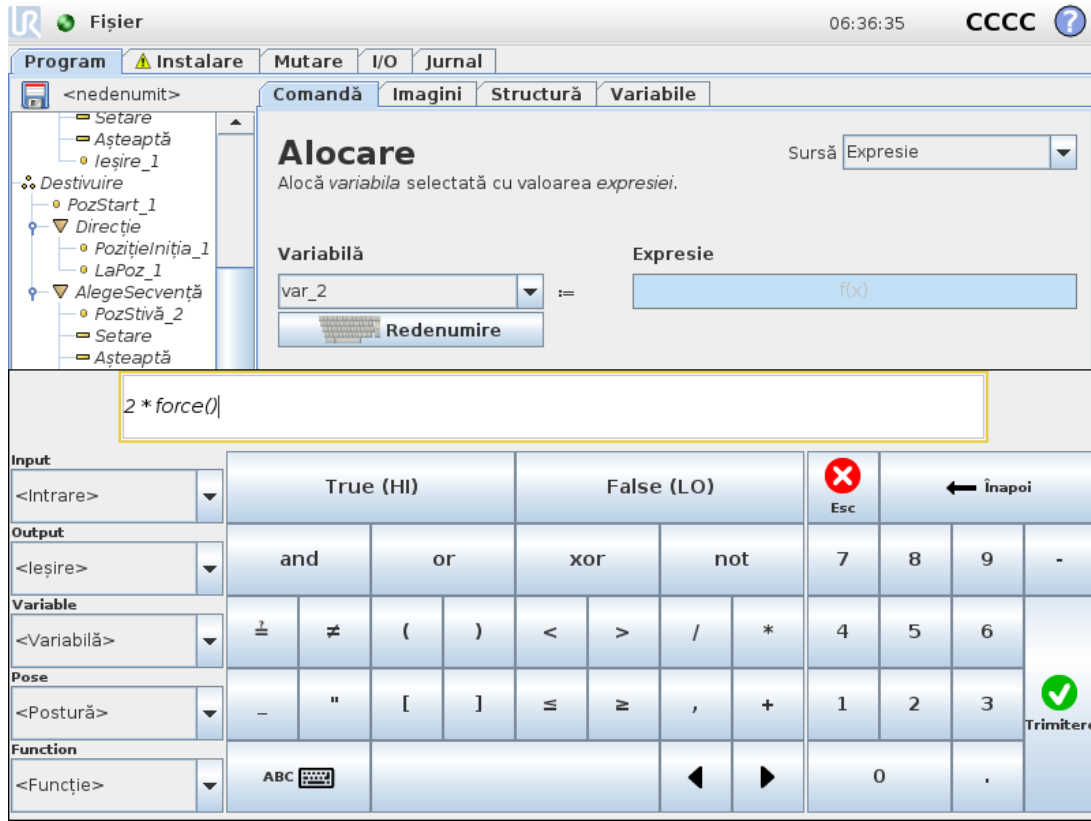 UR Fișier 06:36:35 CCCC ?
Program Instalare Mutare I/O Jurnal
<nedenumit> Comandă Imagini Structură Variabile
Setare
Așteaptă
Ieșire_1
Destivuire
PozStart_1
Direcție
PozițieIniția_1
LaPoz_1
AlegeSecvență
PozStivă_2
Setare
Așteaptă
Alocare
Sursă Expresie
Alocă variabila selectată cu valoarea expresiei.
Variabilă Expresie
var_2 := f(x)
Redenumire
2 * force()
Input
<Intrare>
Output
<Ieșire>
Variable
<Variabilă>
Pose
<Postură>
Function
<Funcție>
True (HI) False (LO) Esc Înapoi
and or xor not 7 8 9 -
≟ ≠ ( ) < > / * 4 5 6
_ " [ ] ≤ ≥ , + 1 2 3 Trimitere
ABC 0 .